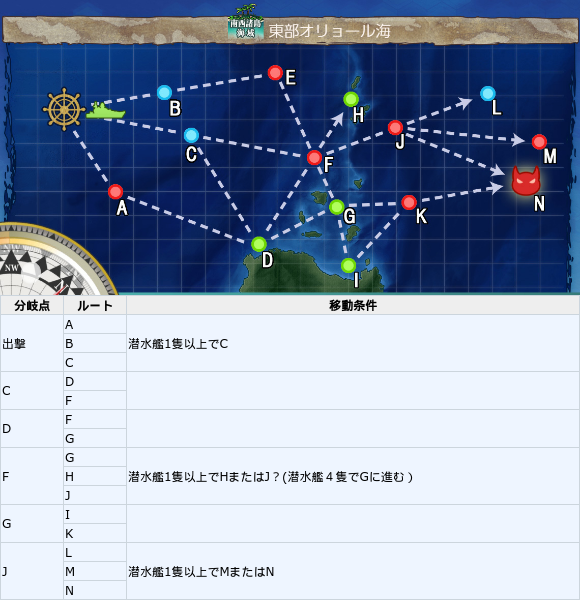 南西諸島
海域
東部オリョール海
E
B
H
L
C
J
M
F
N
A
G
K
D
I
NW
NW
分岐点 ルート 移動条件
出撃 A
B 潜水艦1隻以上でC
C
C D
F
D F
G
F G
H 潜水艦1隻以上でHまたはJ？(潜水艦４隻でGに進む)
J
G I
K
J L
M 潜水艦1隻以上でMまたはN
N